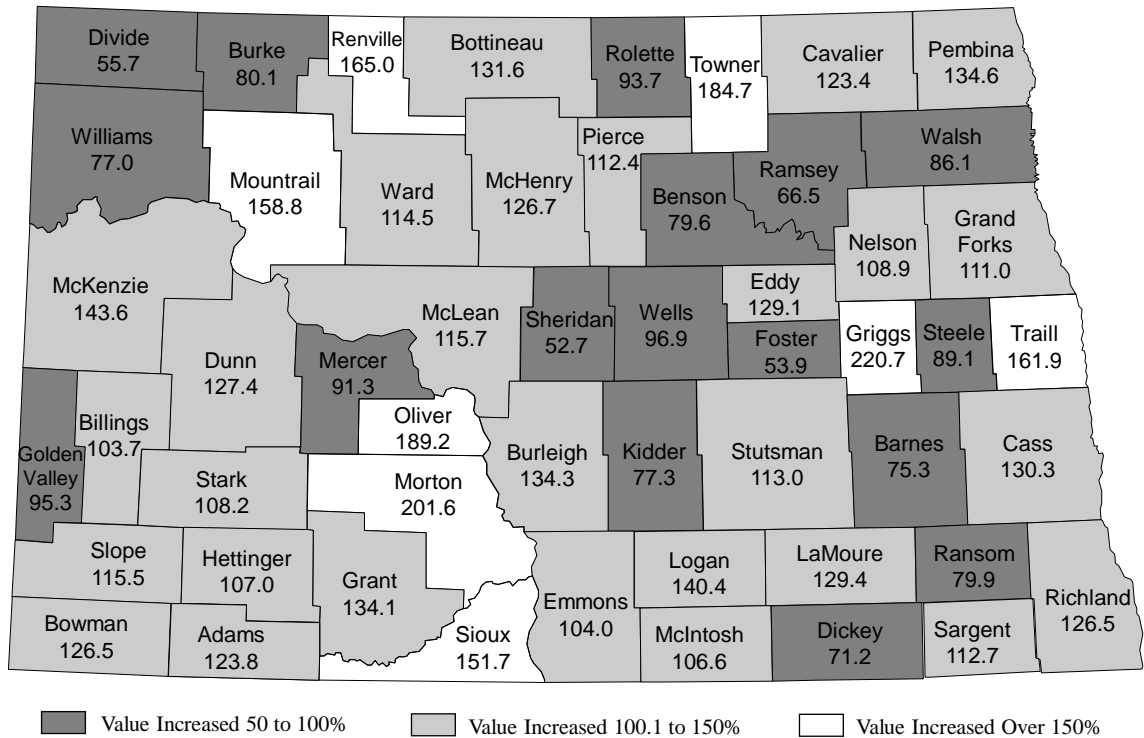 Divide
55.7
Burke
80.1
Renville
165.0
Bottineau
131.6
Rolette
93.7
Towner
184.7
Cavalier
123.4
Pembina
134.6
Williams
77.0
Mountrail
158.8
Ward
114.5
McHenry
126.7
Pierce
112.4
Benson
79.6
Ramsey
66.5
Walsh
86.1
Nelson
108.9
Grand
Forks
111.0
McKenzie
143.6
Dunn
127.4
Mercer
91.3
McLean
115.7
Sheridan
52.7
Wells
96.9
Eddy
129.1
Foster
53.9
Griggs
220.7
Steele
89.1
Traill
161.9
Golden
Valley
95.3
Billings
103.7
Stark
108.2
Oliver
189.2
Morton
201.6
Burleigh
134.3
Kidder
77.3
Stutsman
113.0
Barnes
75.3
Cass
130.3
Slope
115.5
Hettinger
107.0
Grant
134.1
Bowman
126.5
Adams
123.8
Sioux
151.7
Emmons
104.0
Logan
140.4
McIntosh
106.6
LaMoure
129.4
Dickey
71.2
Ransom
79.9
Sargent
112.7
Richland
126.5
Value Increased 50 to 100%
Value Increased 100.1 to 150%
Value Increased Over 150%